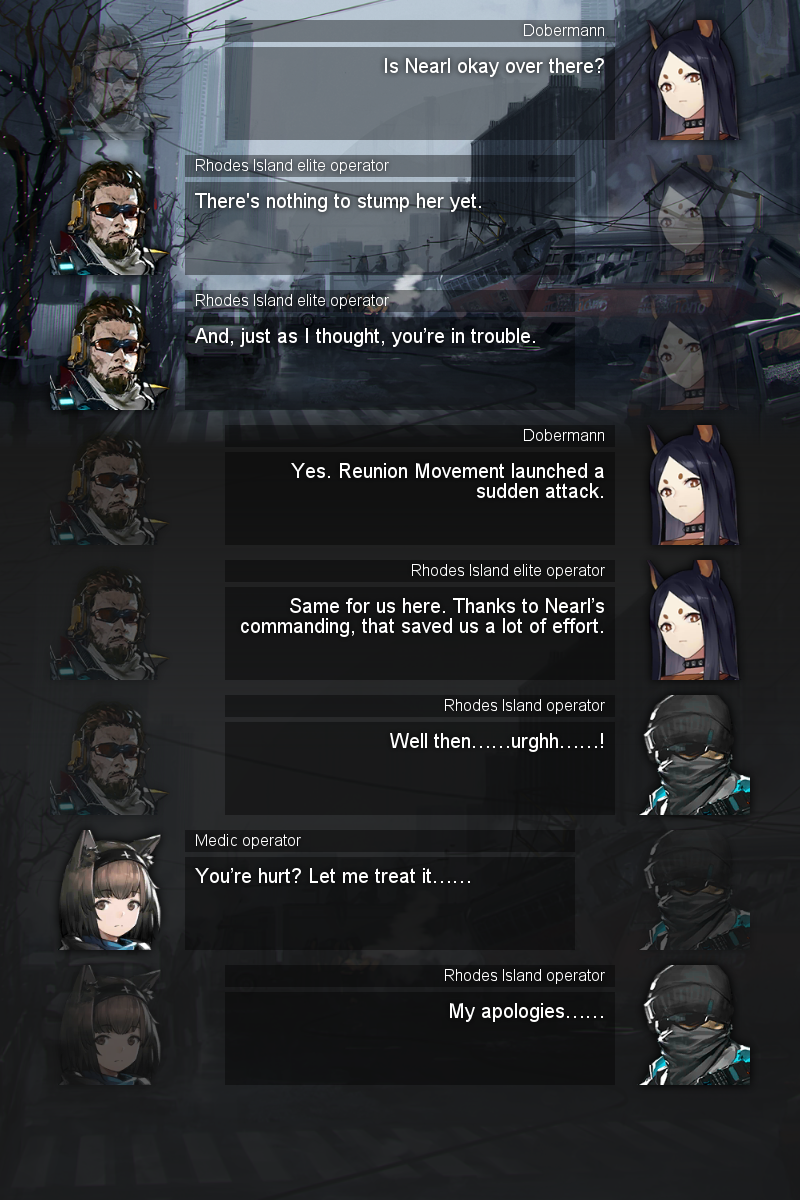 Dobermann
Is Nearl okay over there?
Rhodes Island elite operator
There's nothing to stump her yet.
Rhodes Island elite operator
And, just as I thought, you’re in trouble.
Dobermann
Yes. Reunion Movement launched a
sudden attack.
Rhodes Island elite operator
Same for us here. Thanks to Nearl’s
commanding, that saved us a lot of effort.
Rhodes Island operator
Well then……urghh……!
Medic operator
You’re hurt? Let me treat it……
Rhodes Island operator
My apologies……